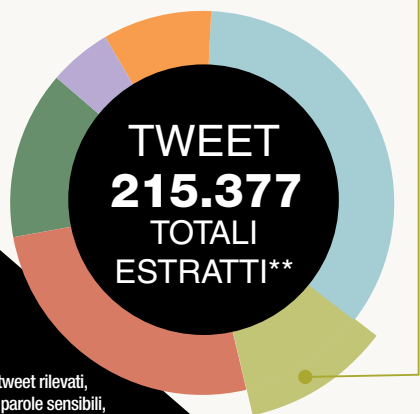 TWEET
215.377
TOTALI
ESTRATTI**
tweet rilevati,
parole sensibili,